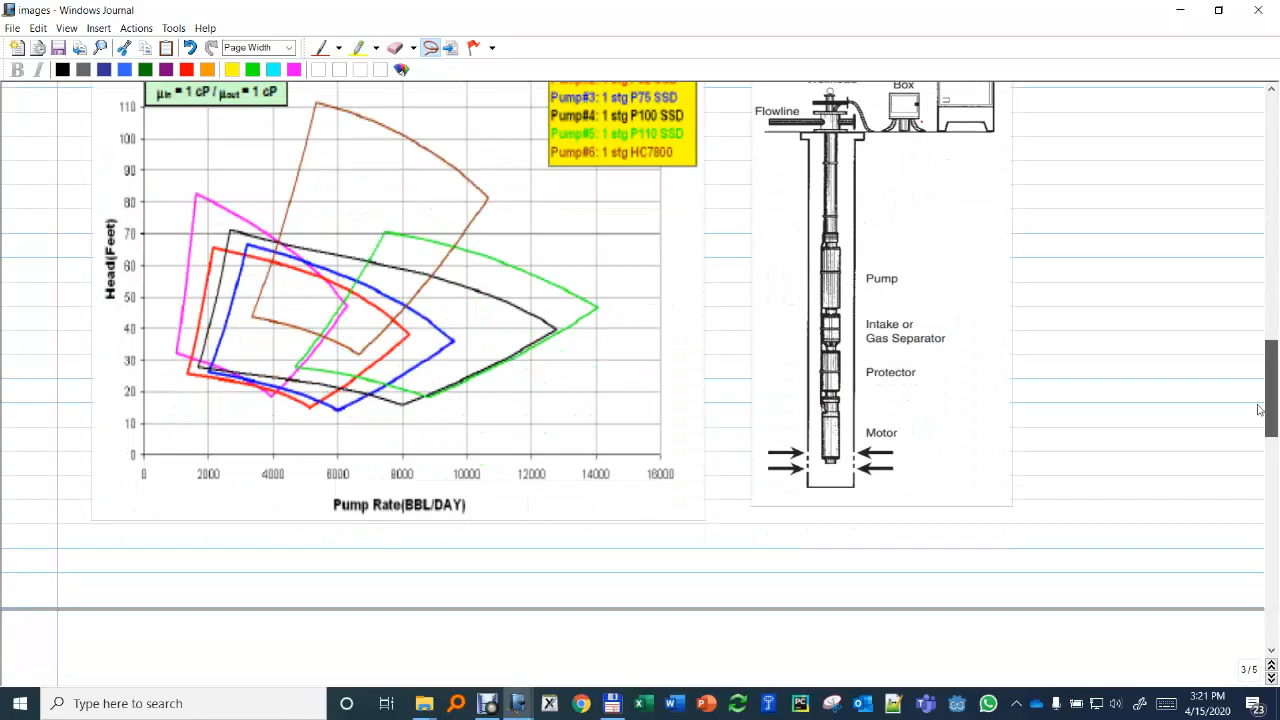 images - Windows Journal
File Edit View Insert Actions Tools Help
Page Width
B I
µin = 1 cP / µout = 1 cP
Pump#3: 1 stg P75 SSD
Pump#4: 1 stg P100 SSD
Pump#5: 1 stg P110 SSD
Pump#6: 1 stg HC7800
110
100
90
80
70
60
50
40
30
20
10
0
Head(Feet)
0 2000 4000 6000 8000 10000 12000 14000 16000
Pump Rate(BBL/DAY)
Box
Flowline
Pump
Intake or
Gas Separator
Protector
Motor
3/5
Type here to search
3:21 PM
4/15/2020
23